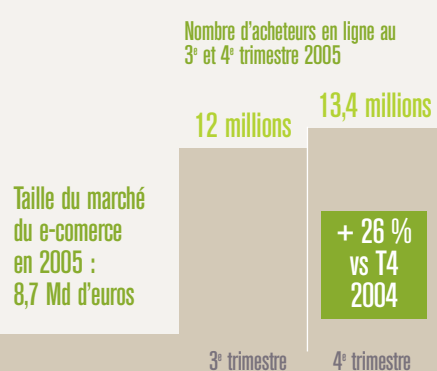 Nombre d'acheteurs en ligne au
3e et 4e trimestre 2005
12 millions
13,4 millions
Taille du marché
du e-comerce
en 2005 :
8,7 Md d'euros
+ 26 %
vs T4
2004
3e trimestre
4e trimestre